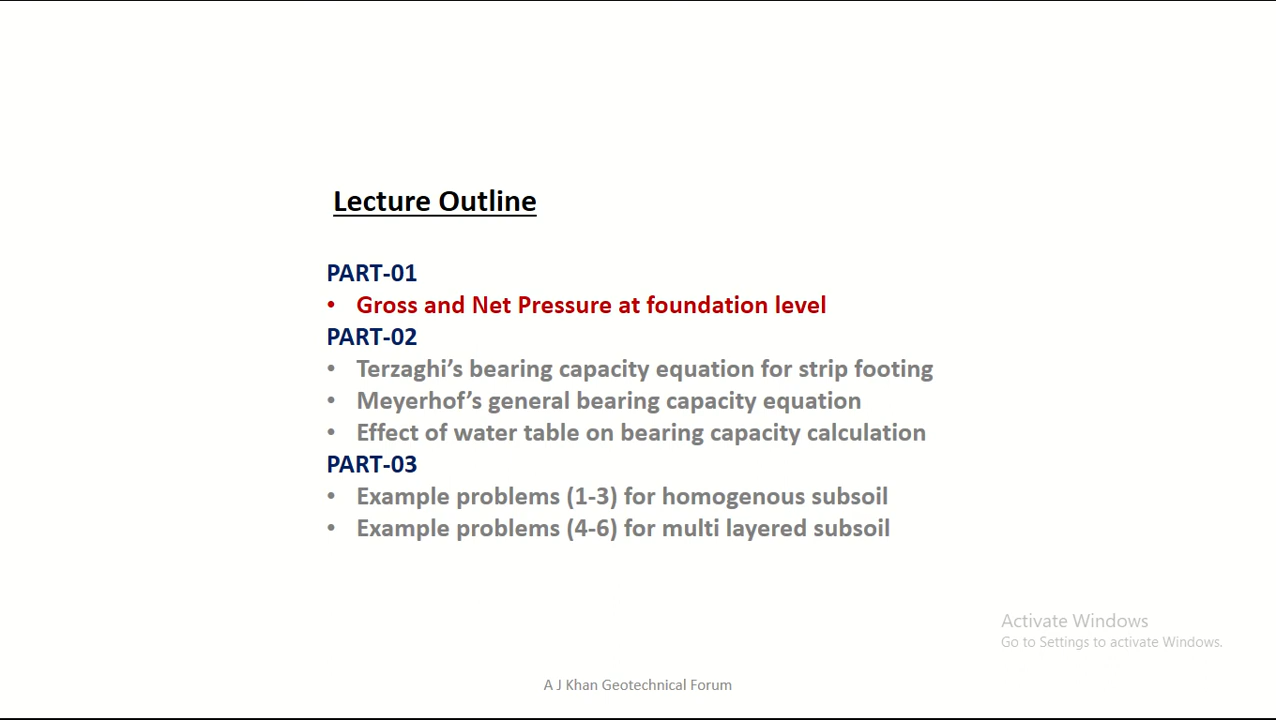 Lecture Outline
PART-01
• Gross and Net Pressure at foundation level
PART-02
• Terzaghi’s bearing capacity equation for strip footing
• Meyerhof’s general bearing capacity equation
• Effect of water table on bearing capacity calculation
PART-03
• Example problems (1-3) for homogenous subsoil
• Example problems (4-6) for multi layered subsoil
Activate Windows
Go to Settings to activate Windows.
A J Khan Geotechnical Forum